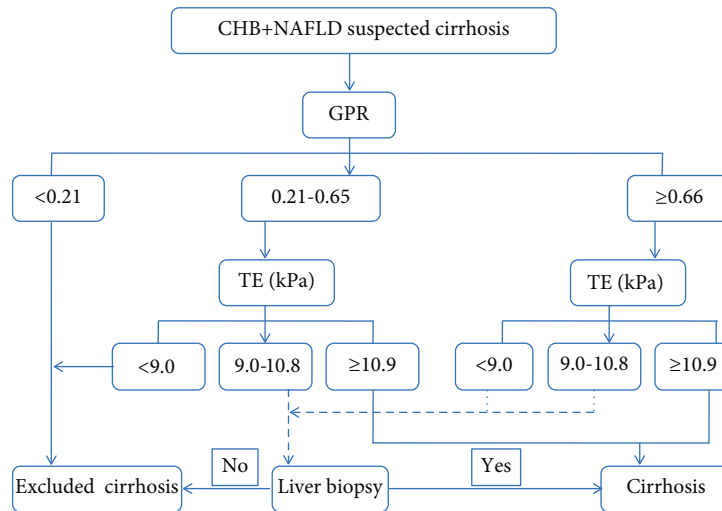 CHB+NAFLD suspected cirrhosis
GPR
<0.21
0.21-0.65
≥0.66
TE (kPa)
TE (kPa)
<9.0
9.0-10.8
≥10.9
<9.0
9.0-10.8
≥10.9
No
Yes
Excluded cirrhosis
Liver biopsy
Cirrhosis